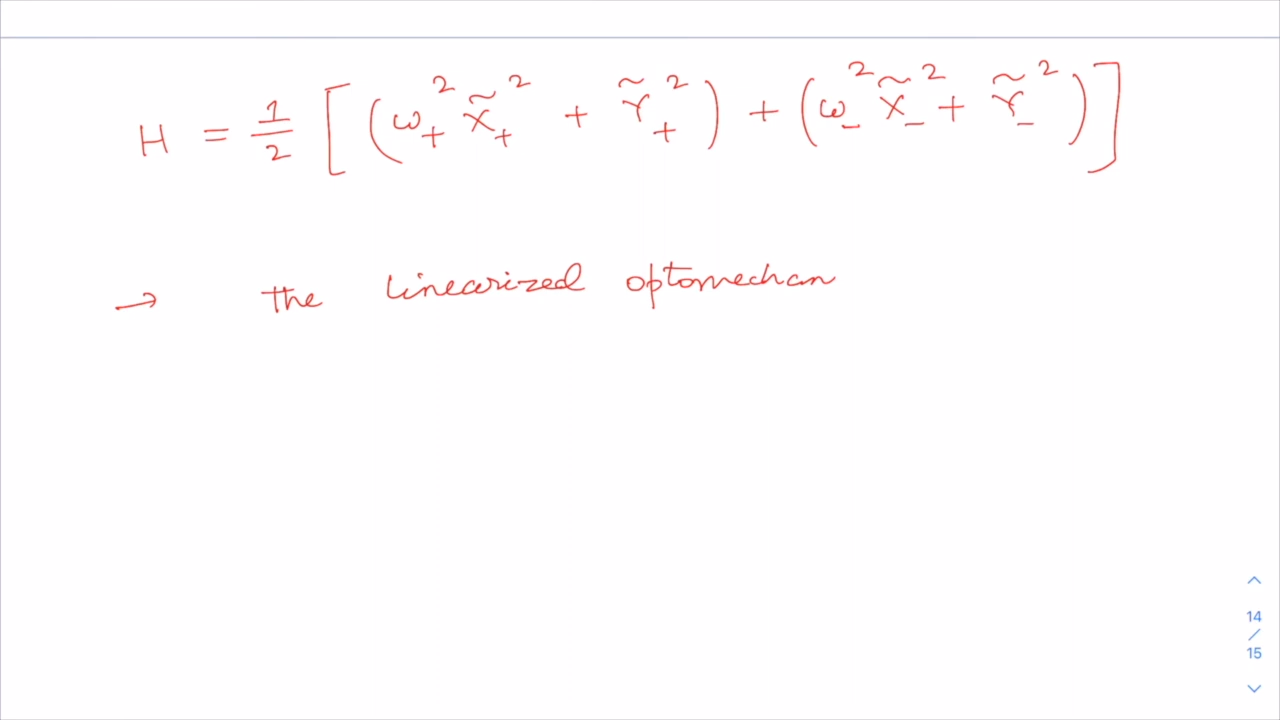 H = 1/2 [(ω₊² X̃₊² + Ỹ₊²) + (ω₋² X̃₋² + Ỹ₋²)]
→ The linearized optomechan
14
/
15